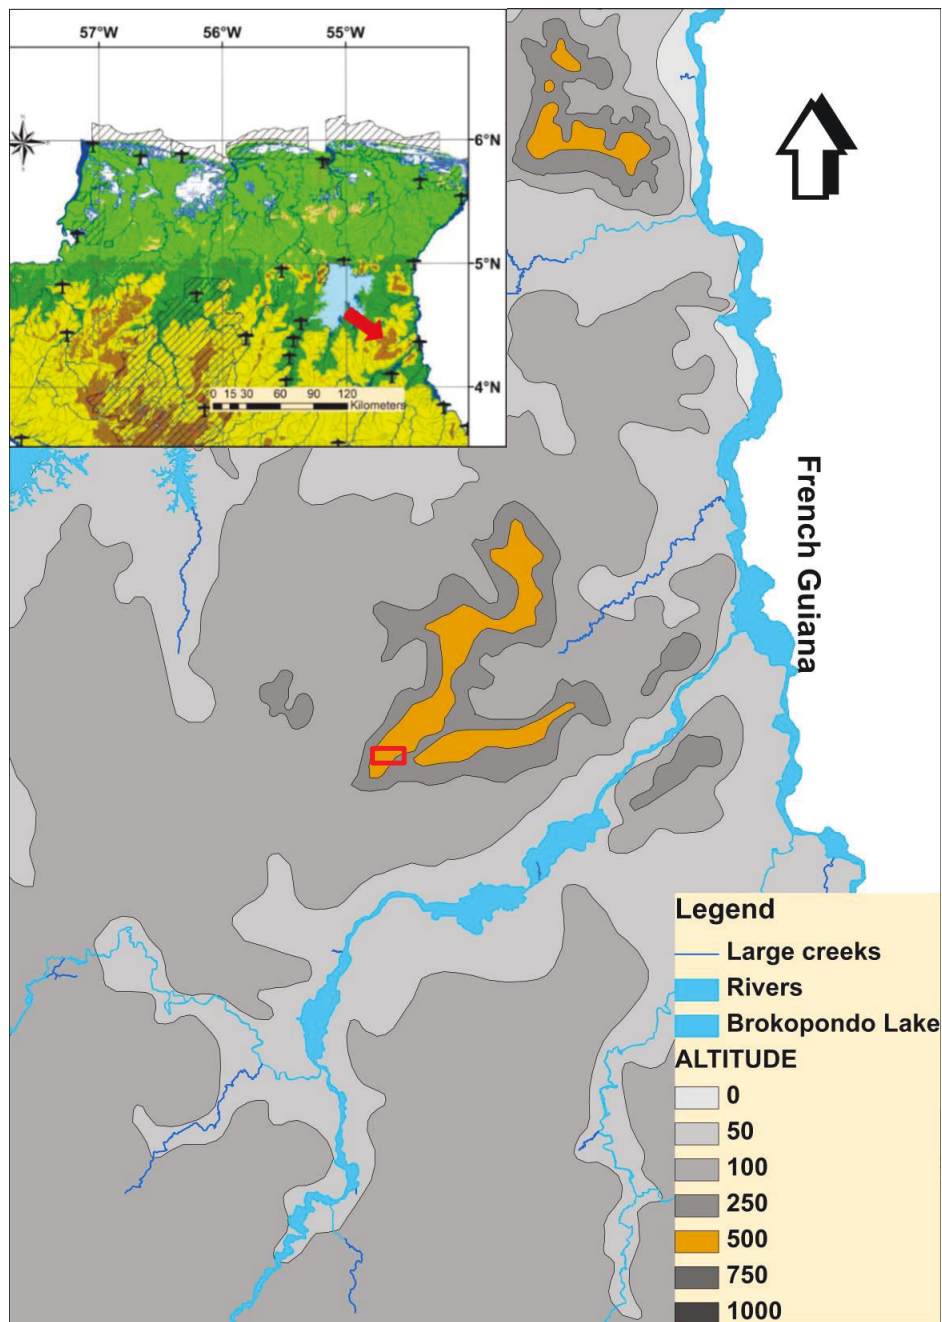 57°W 56°W 55°W
6°N
5°N
4°N
0 15 30 60 90 120
Kilometers
French Guiana
Legend
Large creeks
Rivers
Brokopondo Lake
ALTITUDE
0
50
100
250
500
750
1000